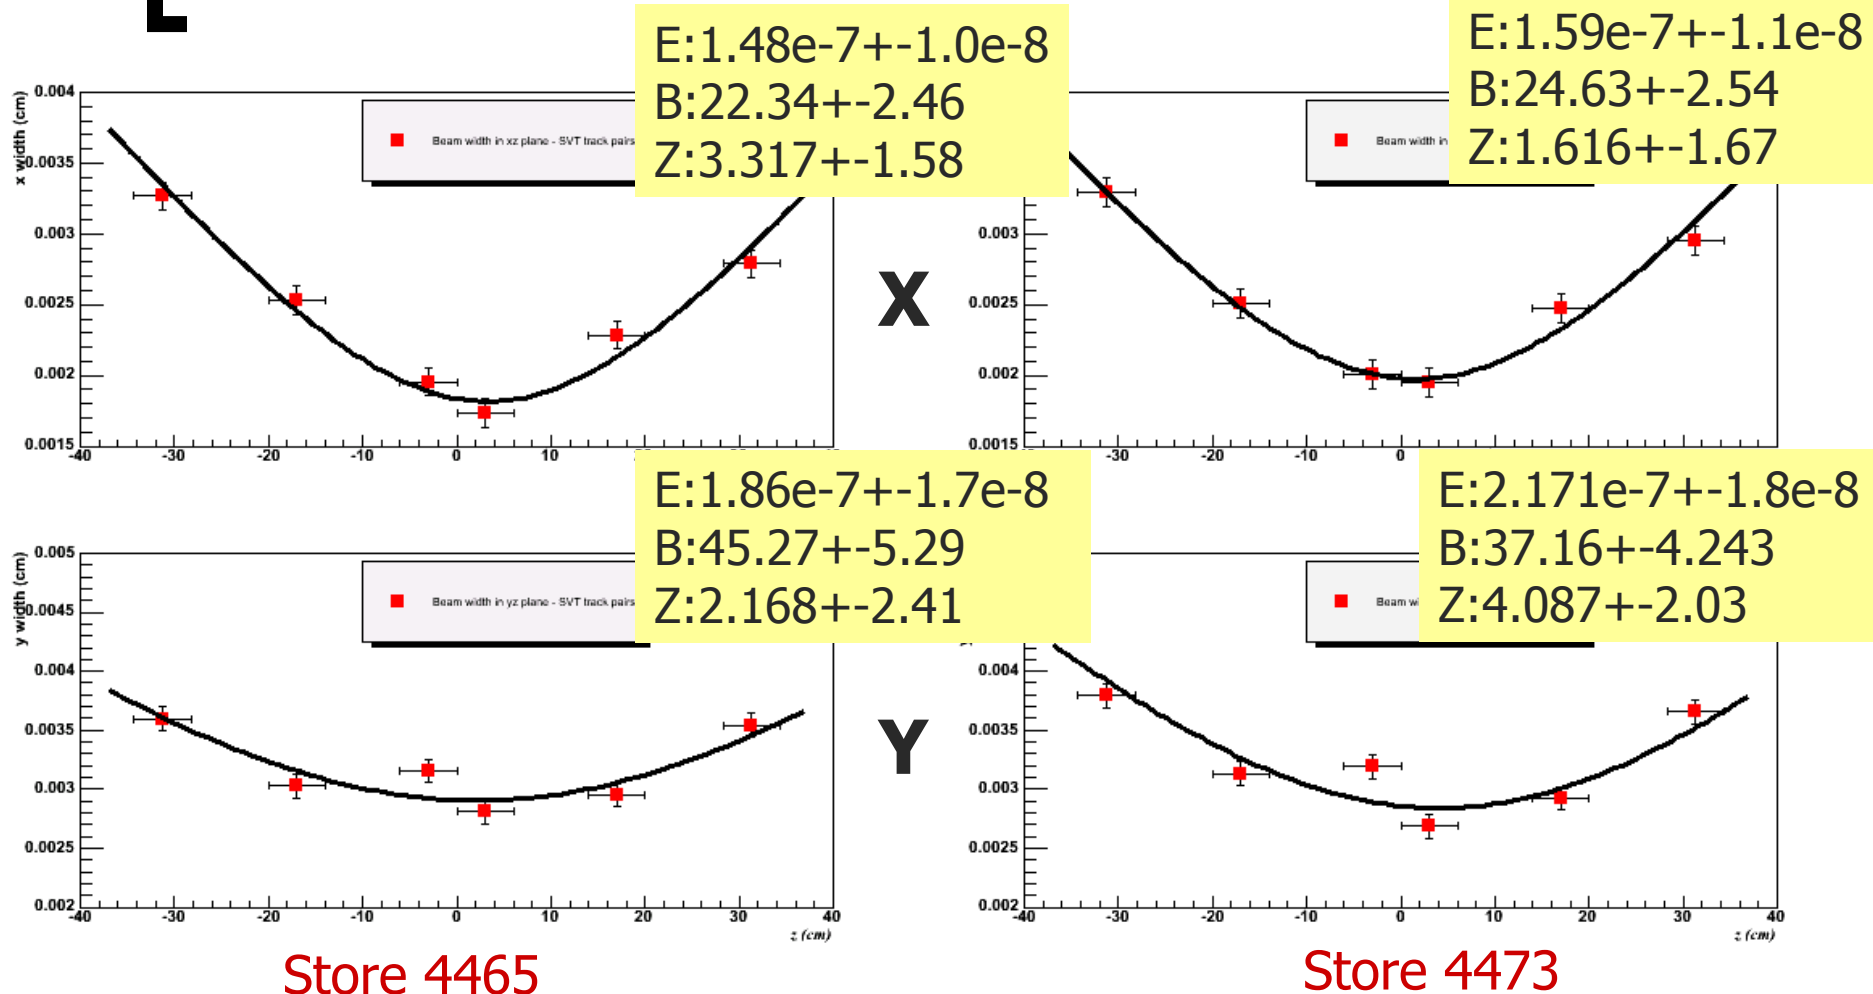 L
E:1.48e-7+-1.0e-8
B:22.34+-2.46
Z:3.317+-1.58
E:1.59e-7+-1.1e-8
B:24.63+-2.54
Z:1.616+-1.67
x width (cm)
0.004
0.0035
0.003
0.0025
0.002
0.0015
Beam width in xz plane - SVT track pairs
-40 -30 -20 -10 0 10
X
Beam width in
0.003
0.0025
0.002
0.0015
-30 -20 -10 0
E:1.86e-7+-1.7e-8
B:45.27+-5.29
Z:2.168+-2.41
E:2.171e-7+-1.8e-8
B:37.16+-4.243
Z:4.087+-2.03
y width (cm)
0.005
0.0045
0.004
0.0035
0.003
0.0025
0.002
Beam width in yz plane - SVT track pairs
-40 -30 -20 -10 0 10 20 30 40
z (cm)
Y
Beam wi
0.004
0.0035
0.003
0.0025
0.002
-40 -30 -20 -10 0 10 20 30 40
z (cm)
Store 4465
Store 4473